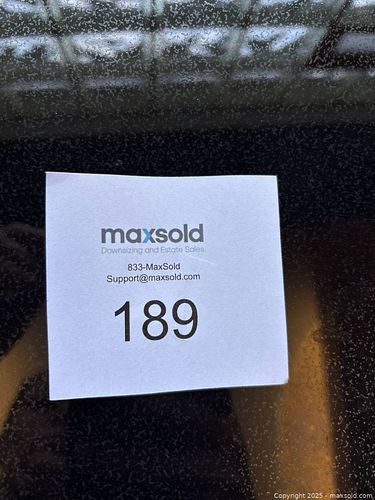 maxsold
Downsizing and Estate Sales
833-MaxSold
Support@maxsold.com
189
Copyright 2025 - maxsold.com